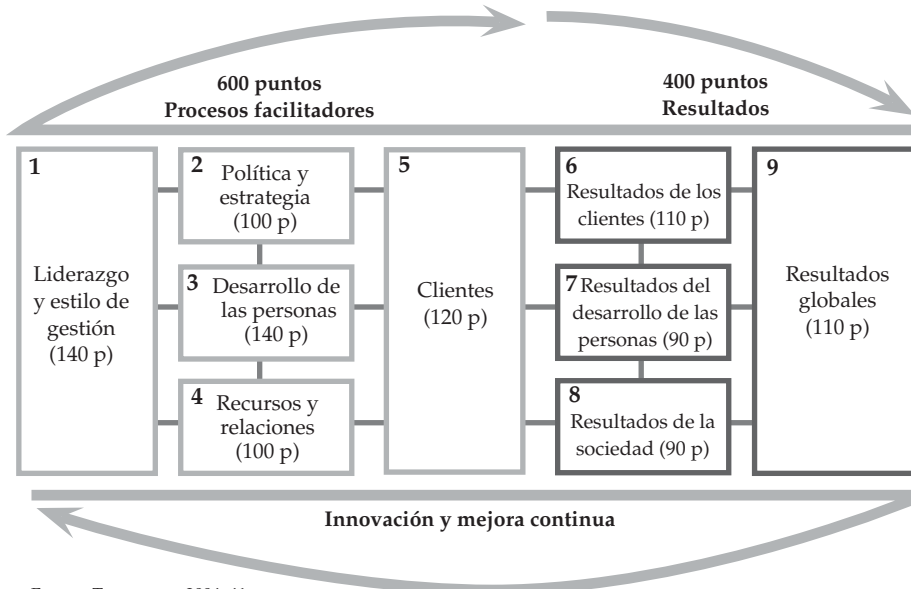 600 puntos
Procesos facilitadores
400 puntos
Resultados
1
Liderazgo
y estilo de
gestión
(140 p)
2
Política y
estrategia
(100 p)
3
Desarrollo de
las personas
(140 p)
4
Recursos y
relaciones
(100 p)
5
Clientes
(120 p)
6
Resultados de los
clientes (110 p)
7
Resultados del
desarrollo de las
personas (90 p)
8
Resultados de la
sociedad (90 p)
9
Resultados
globales
(110 p)
Innovación y mejora continua